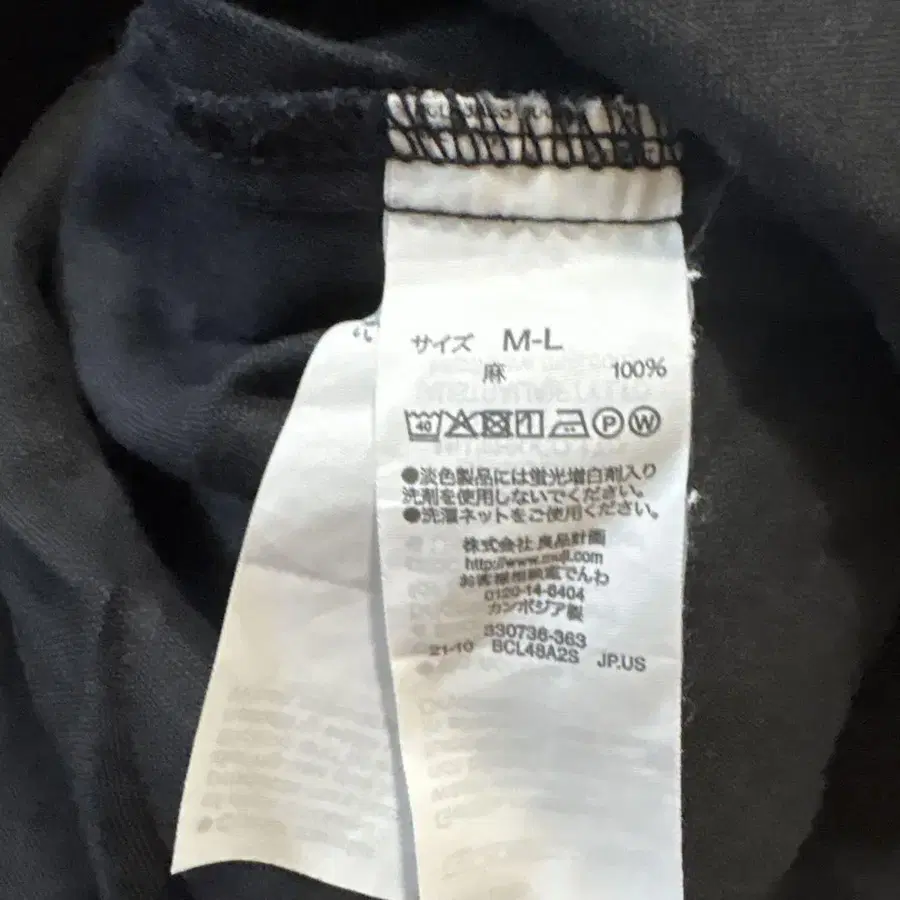 サイズ M-L
麻 100%
40 P W
●淡色製品には蛍光増白剤入り
洗剤を使用しないでください。
●洗濯ネットをご使用ください。
株式会社 良品計画
http://www.muji.com
お客様相談室でんわ
0120-14-6404
カンボジア製
330736-363
21-10 BCL48A2S JP,US